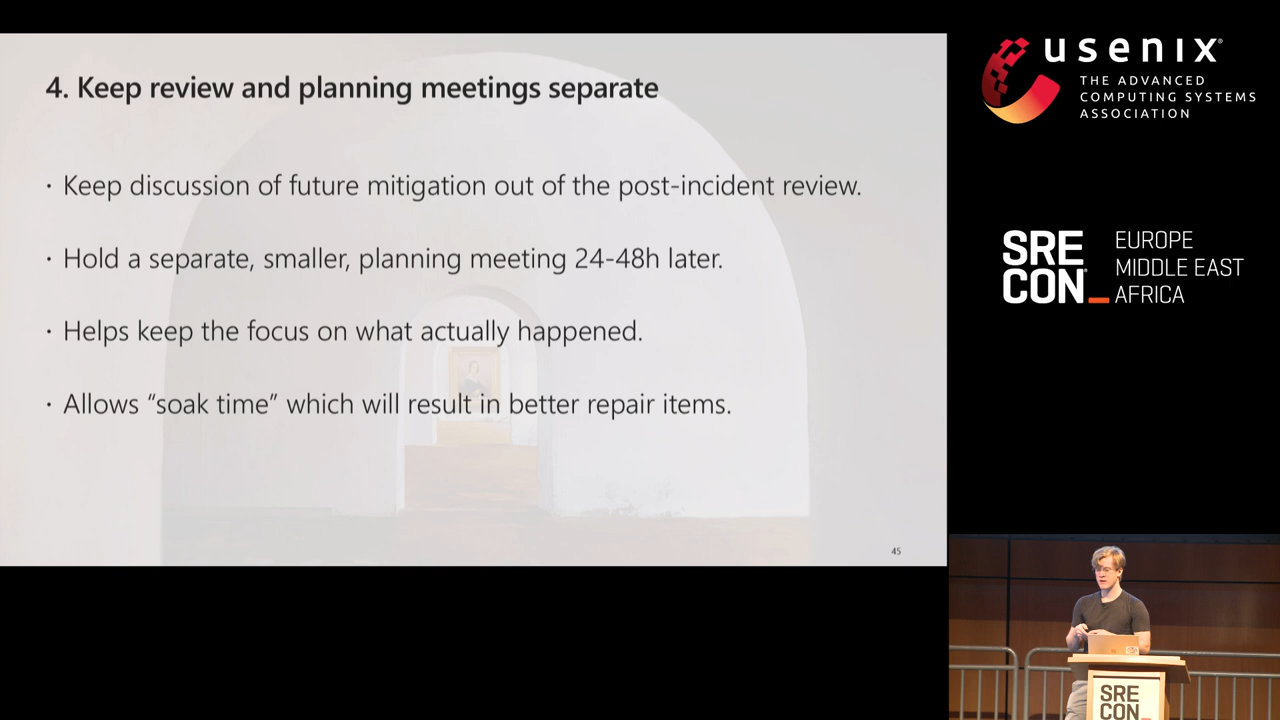 4. Keep review and planning meetings separate
· Keep discussion of future mitigation out of the post-incident review.
· Hold a separate, smaller, planning meeting 24-48h later.
· Helps keep the focus on what actually happened.
· Allows “soak time” which will result in better repair items.
45
usenix®
THE ADVANCED
COMPUTING SYSTEMS
ASSOCIATION
SRE
CON_
EUROPE
MIDDLE EAST
AFRICA
SRE
CON_